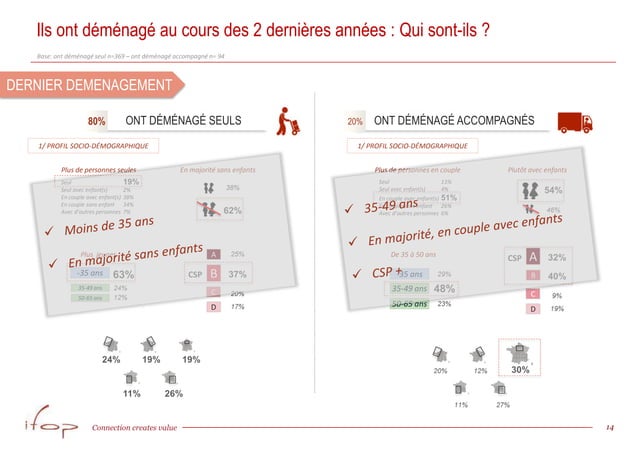 Ils ont déménagé au cours des 2 dernières années : Qui sont-ils ?
Base: ont déménagé seul n=369 – ont déménagé accompagné n= 94
DERNIER DEMENAGEMENT
80% ONT DÉMÉNAGÉ SEULS
1/ PROFIL SOCIO-DÉMOGRAPHIQUE
Plus de personnes seules
Seul 19%
Seul avec enfant(s) 2%
En couple avec enfant(s) 38%
En couple sans enfant 34%
Avec d'autres personnes 7%
En majorité sans enfants
38%
62%
✓ Moins de 35 ans
✓ En majorité sans enfants
Plus
-35 ans 63%
35-49 ans 24%
50-65 ans 12%
CSP
A 25%
B 37%
C 20%
D 17%
24% 19% 19%
11% 26%
20% ONT DÉMÉNAGÉ ACCOMPAGNÉS
1/ PROFIL SOCIO-DÉMOGRAPHIQUE
Plus de personnes en couple
Seul 11%
Seul avec enfant(s) 4%
En couple avec enfant(s) 51%
enfant 26%
Avec d'autres personnes 6%
Plutôt avec enfants
54%
46%
✓ 35-49 ans
✓ En majorité, en couple avec enfants
✓ CSP +
De 35 à 50 ans
-35 ans 29%
35-49 ans 48%
50-65 ans 23%
CSP
A 32%
B 40%
C 9%
D 19%
20% 12% 30%
11% 27%
ifop
Connection creates value
14